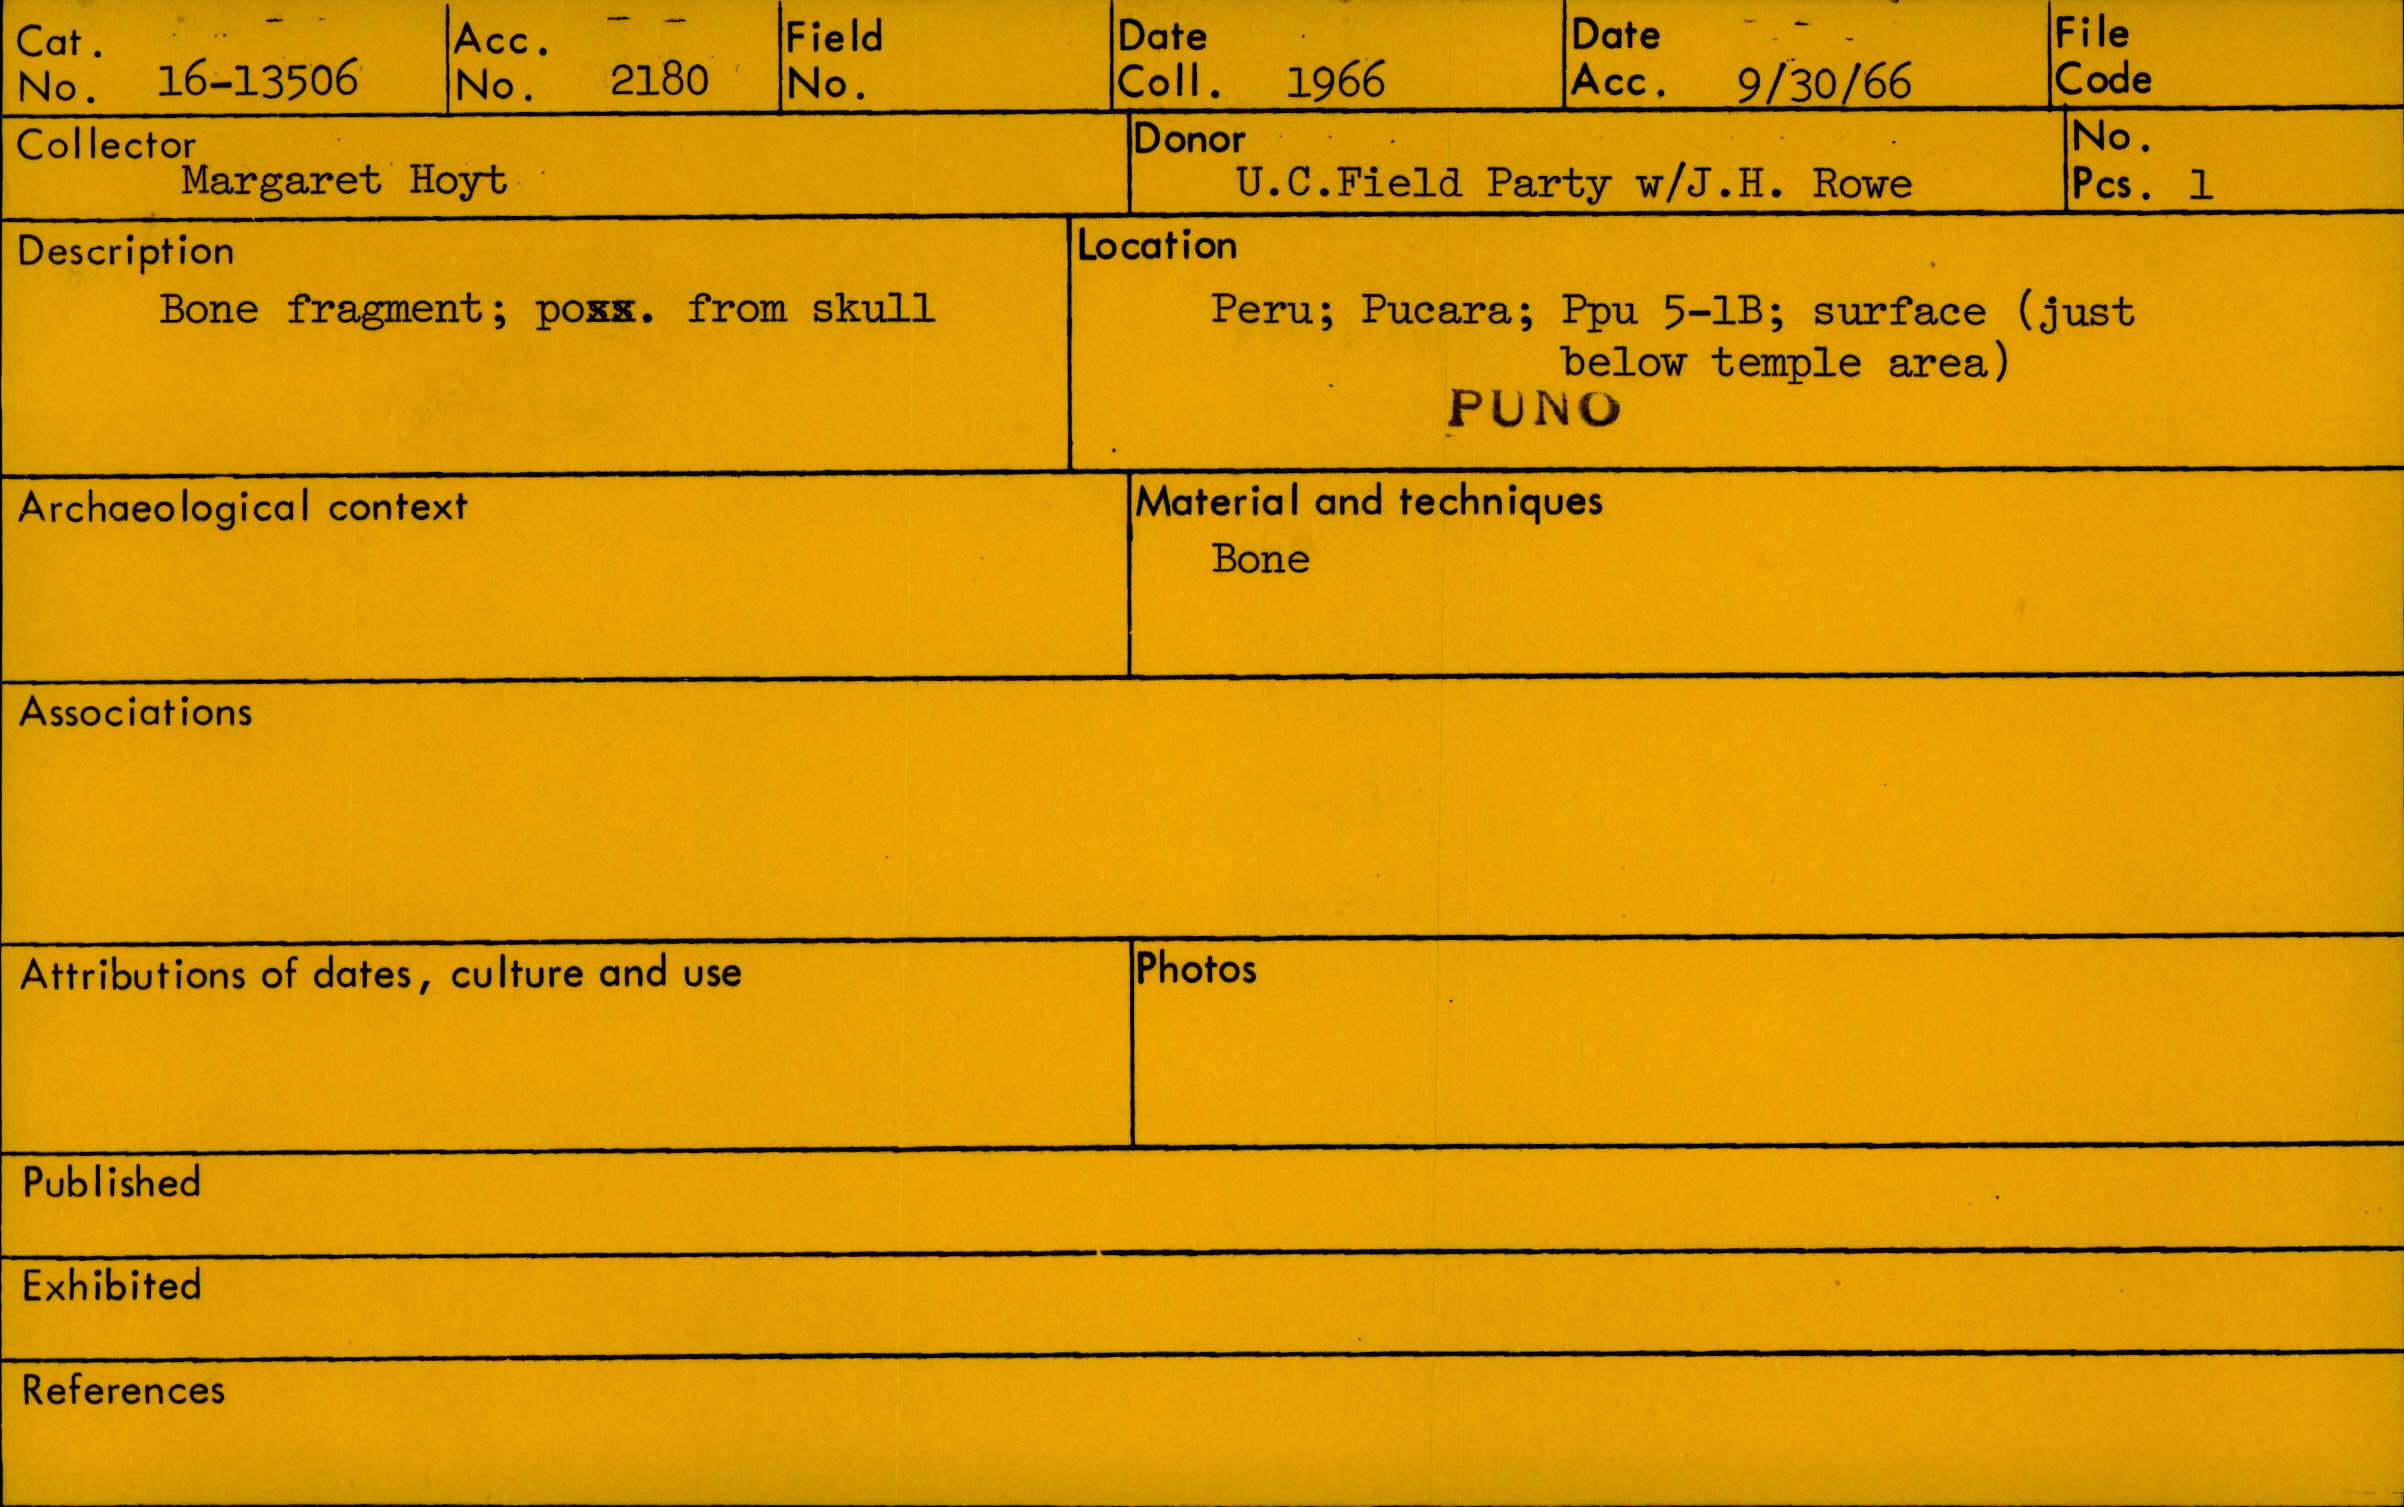 Cat. No. 16-13506
Acc. No. 2180
Field No.
Date Coll. 1966
Date Acc. 9/30/66
File Code
Collector
Margaret Hoyt
Donor
U.C.Field Party w/J.H. Rowe
No. Pcs. 1
Description
Bone fragment; poss. from skull
Location
Peru; Pucara; Ppu 5-1B; surface (just
below temple area)
PUNO
Archaeological context
Material and techniques
Bone
Associations
Attributions of dates, culture and use
Photos
Published
Exhibited
References